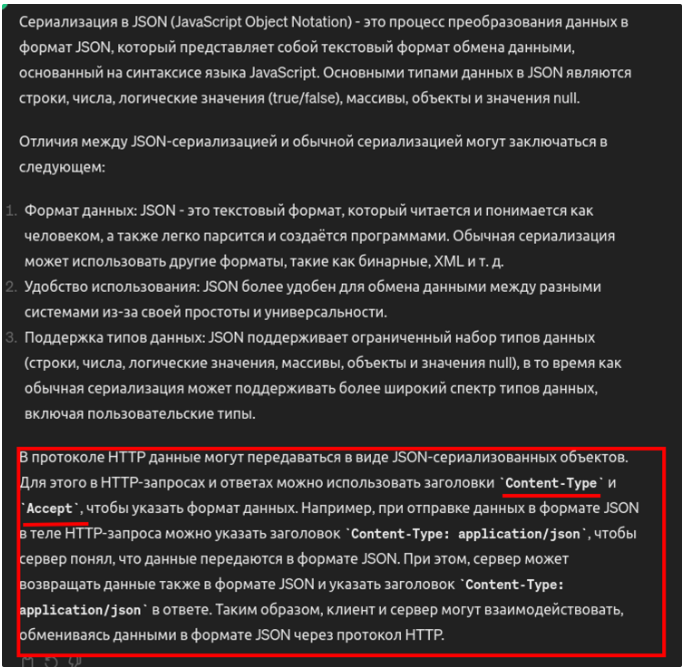 Сериализация в JSON (JavaScript Object Notation) - это процесс преобразования данных в
формат JSON, который представляет собой текстовый формат обмена данными,
основанный на синтаксисе языка JavaScript. Основными типами данных в JSON являются
строки, числа, логические значения (true/false), массивы, объекты и значения null.
Отличия между JSON-сериализацией и обычной сериализацией могут заключаться в
следующем:
1. Формат данных: JSON - это текстовый формат, который читается и понимается как
человеком, а также легко парсится и создаётся программами. Обычная сериализация
может использовать другие форматы, такие как бинарные, XML и т. д.
2. Удобство использования: JSON более удобен для обмена данными между разными
системами из-за своей простоты и универсальности.
3. Поддержка типов данных: JSON поддерживает ограниченный набор типов данных
(строки, числа, логические значения, массивы, объекты и значения null), в то время как
обычная сериализация может поддерживать более широкий спектр типов данных,
включая пользовательские типы.
В протоколе HTTP данные могут передаваться в виде JSON-сериализованных объектов.
Для этого в HTTP-запросах и ответах можно использовать заголовки `Content-Type` и
`Accept`, чтобы указать формат данных. Например, при отправке данных в формате JSON
в теле HTTP-запроса можно указать заголовок `Content-Type: application/json`, чтобы
сервер понял, что данные передаются в формате JSON. При этом, сервер может
возвращать данные также в формате JSON и указать заголовок `Content-Type:
application/json` в ответе. Таким образом, клиент и сервер могут взаимодействовать,
обмениваясь данными в формате JSON через протокол HTTP.